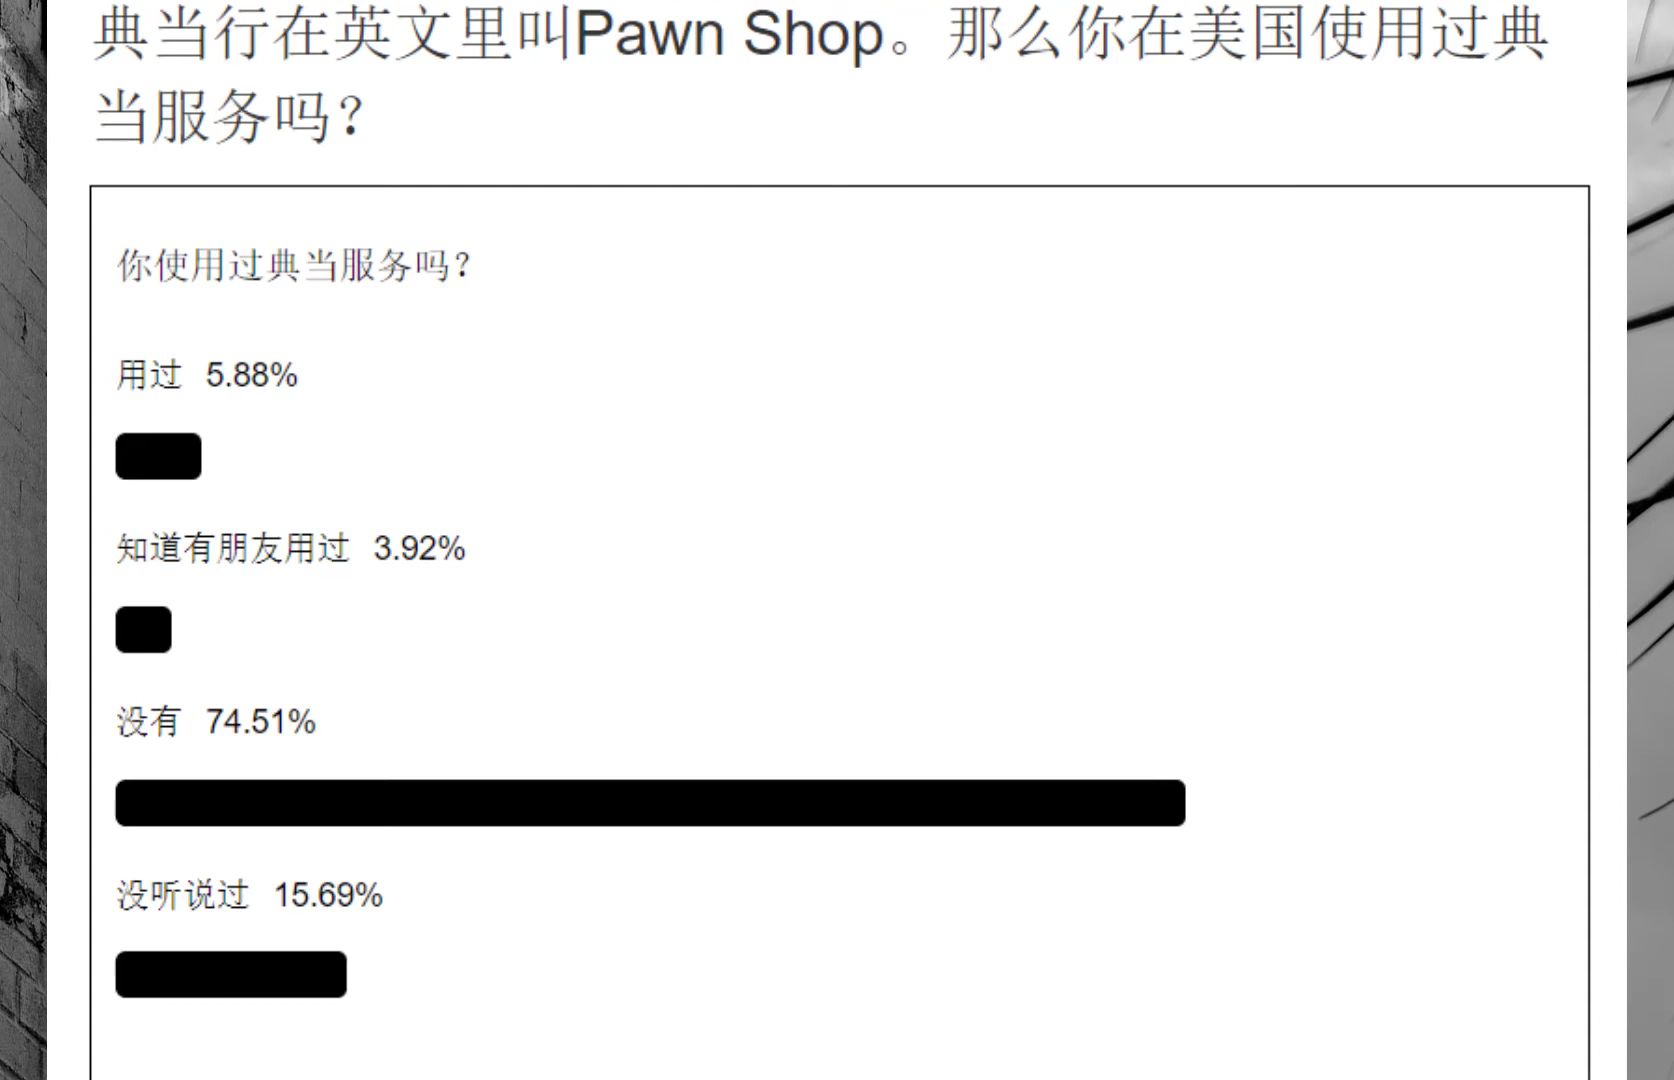 典当行在英文里叫Pawn Shop。那么你在美国使用过典
当服务吗？
你使用过典当服务吗？
用过 5.88%
知道有朋友用过 3.92%
没有 74.51%
没听说过 15.69%